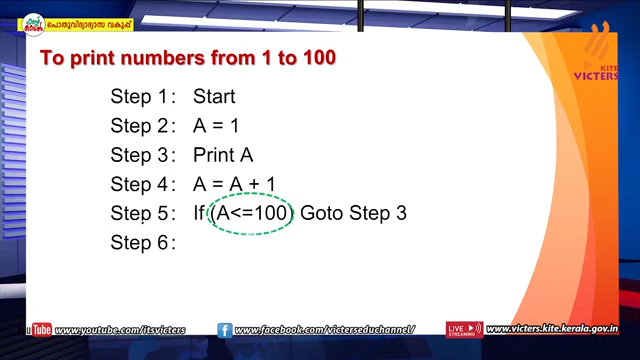 പൊതുവിദ്യാഭ്യാസ വകുപ്പ്
To print numbers from 1 to 100
KITE
VICTERS
Step 1: Start
Step 2: A = 1
Step 3: Print A
Step 4: A = A + 1
Step 5: If (A<=100) Goto Step 3
Step 6:
Tube www.youtube.com/itsvicters
www.facebook.com/victerseduchannel/
LIVE STREAMING
www.victers.kite.kerala.gov.in